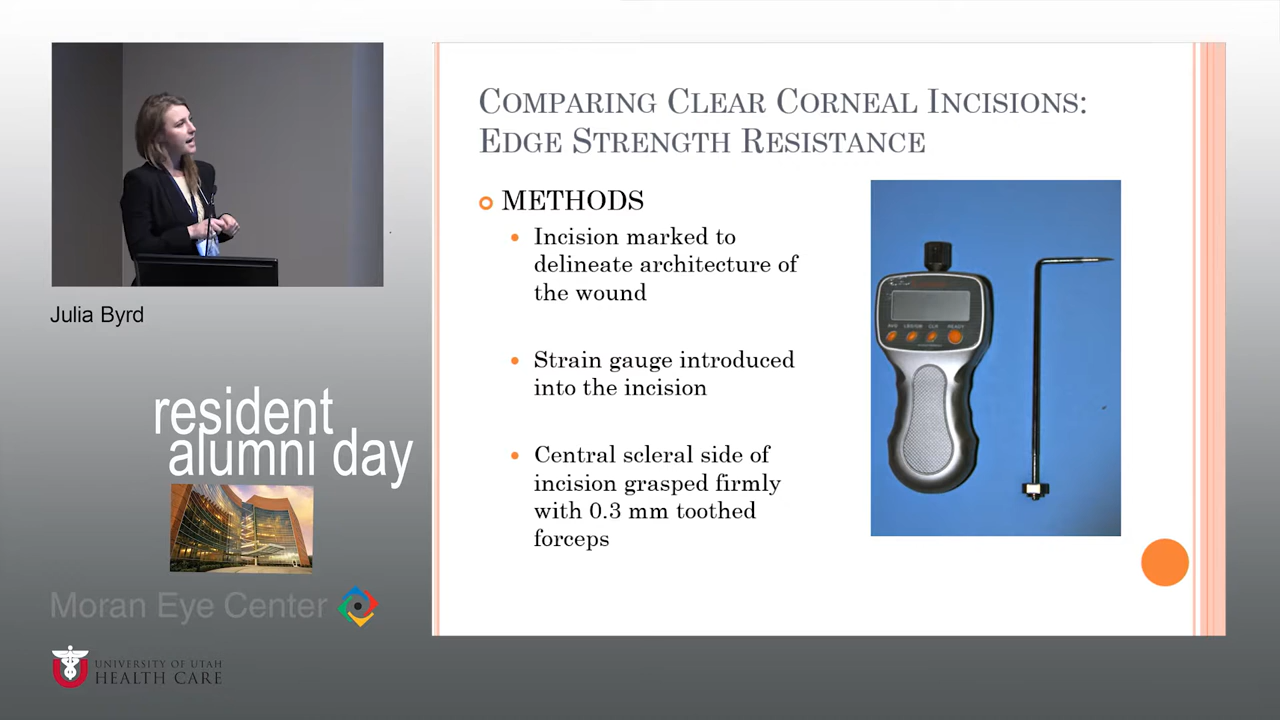 COMPARING CLEAR CORNEAL INCISIONS:
EDGE STRENGTH RESISTANCE
METHODS
Incision marked to
delineate architecture of
the wound
Strain gauge introduced
into the incision
Central scleral side of
incision grasped firmly
with 0.3 mm toothed
forceps
Julia Byrd
resident
alumni day
Moran Eye Center
UNIVERSITY OF UTAH
HEALTH CARE